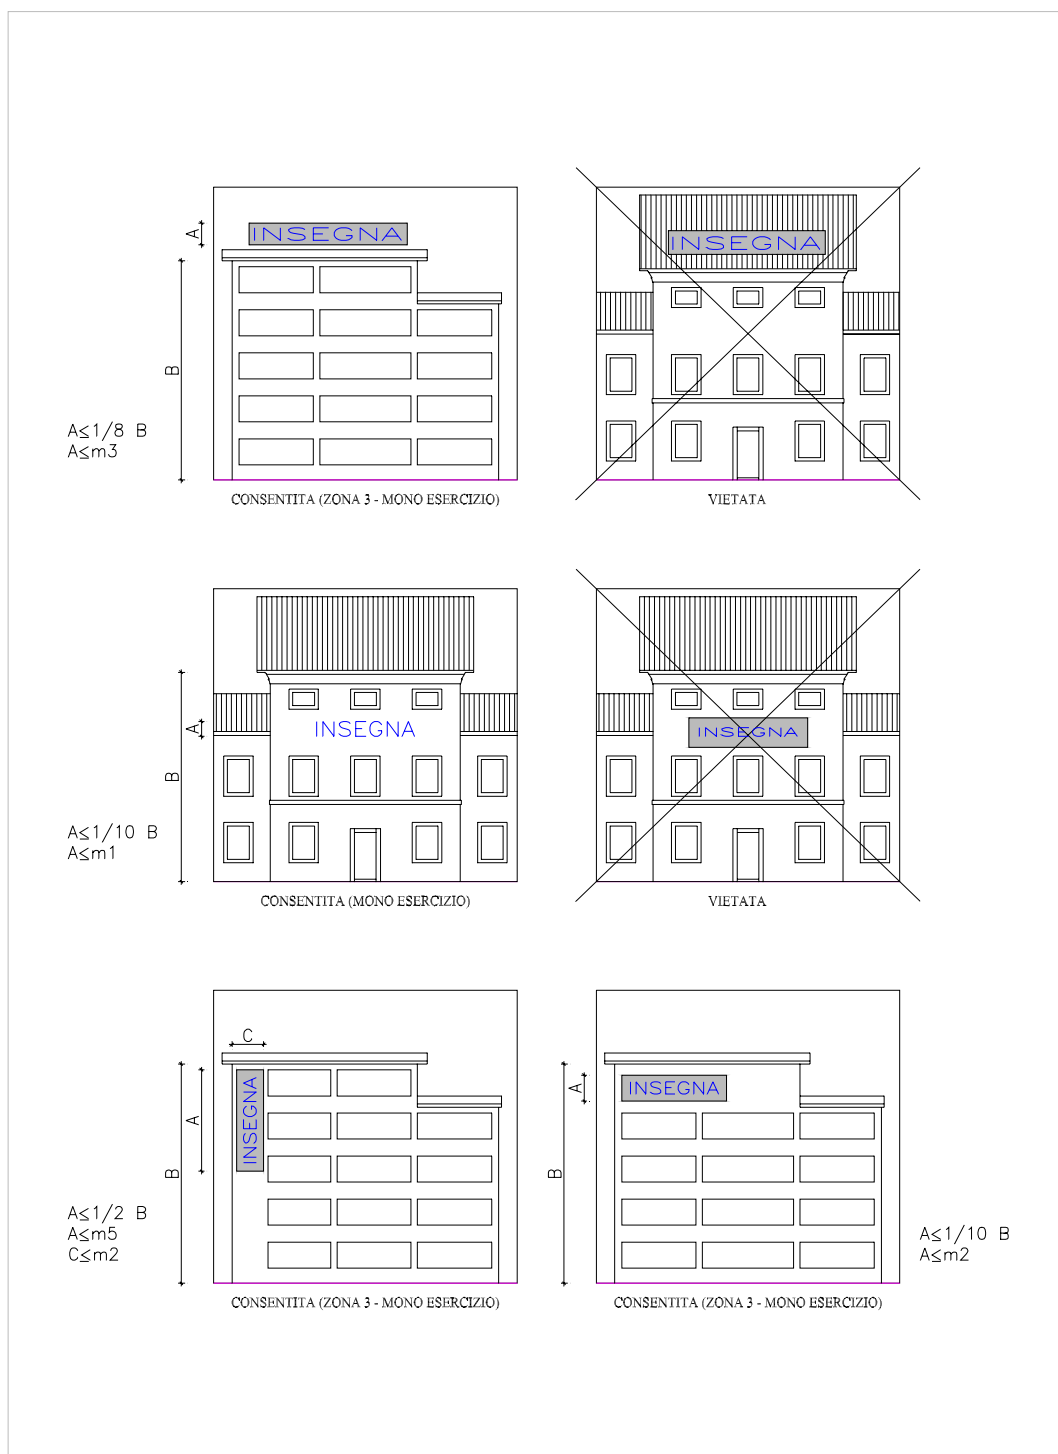 INSEGNA
A
B
A≤1/8 B
A≤m3
CONSENTITA (ZONA 3 - MONO ESERCIZIO)
INSEGNA
VIETATA
INSEGNA
A
B
A≤1/10 B
A≤m1
CONSENTITA (MONO ESERCIZIO)
INSEGNA
VIETATA
C
INSEGNA
A
B
A≤1/2 B
A≤m5
C≤m2
CONSENTITA (ZONA 3 - MONO ESERCIZIO)
INSEGNA
A
B
A≤1/10 B
A≤m2
CONSENTITA (ZONA 3 - MONO ESERCIZIO)